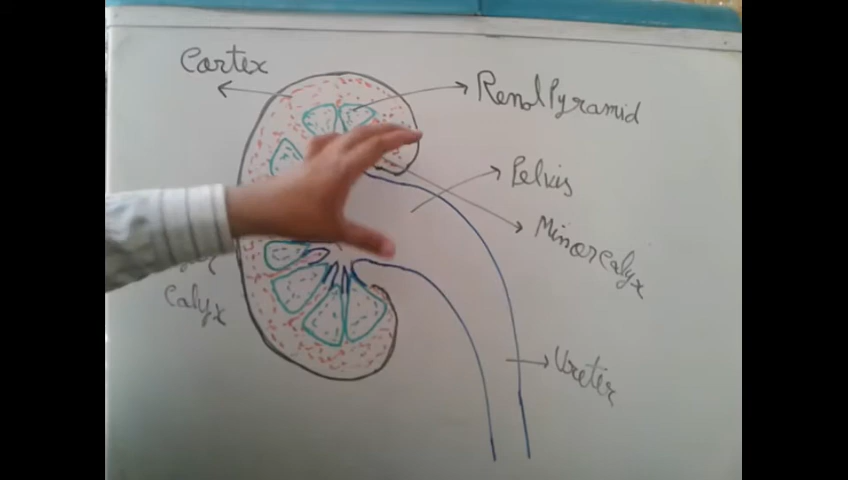 Cortex
Renal Pyramid
Pelvis
Minor Calyx
Calyx
Ureter